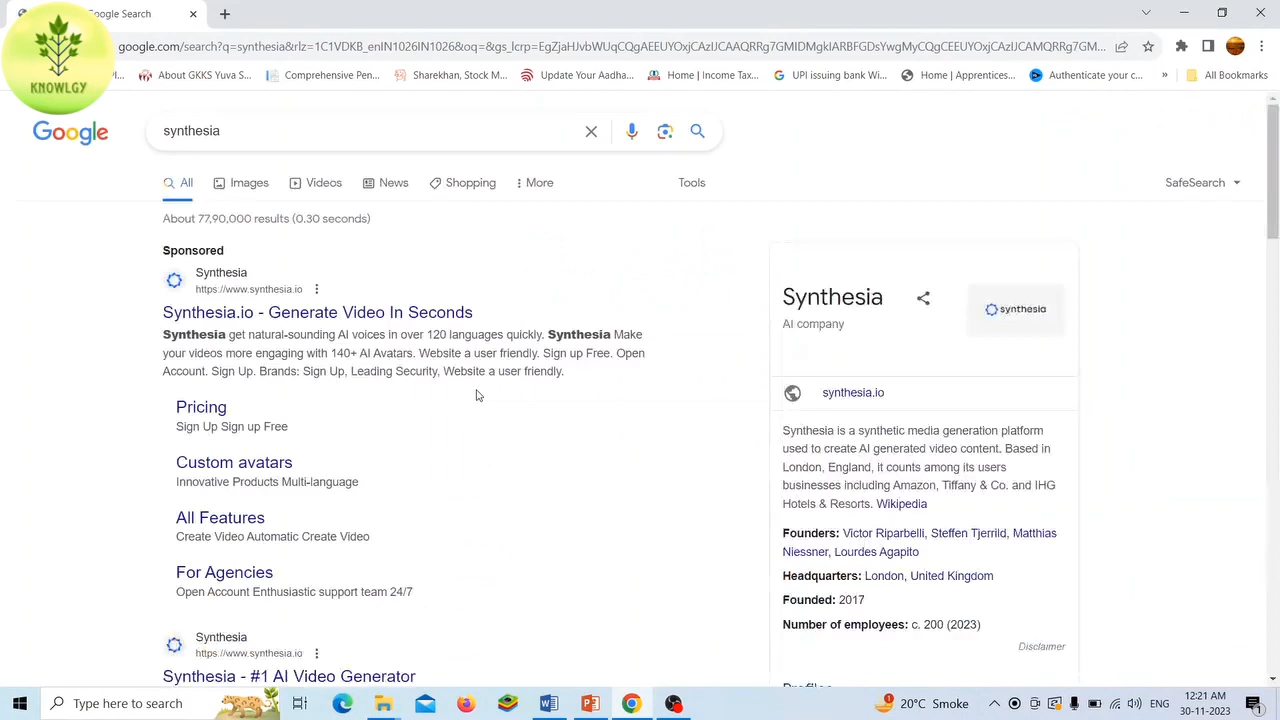 Google Search
google.com/search?q=synthesia&rlz=1C1VDKB_enIN1026IN1026&oq=&gs_lcrp=EgZjaHJvbWUqCQgAEEUYOxjCAzIJCAAQRRg7GMIDMgkIARBFGDsYwgMyCQgCEEUYOxjCAzIJCAMQRRg7GM...
KNOWLGY
About GKKS Yuva S...
Comprehensive Pen...
Sharekhan, Stock M...
Update Your Aadha...
Home | Income Tax...
UPI issuing bank Wi...
Home | Apprentices...
Authenticate your c...
»
All Bookmarks
Google
synthesia
All
Images
Videos
News
Shopping
More
Tools
SafeSearch
About 77,90,000 results (0.30 seconds)
Sponsored
Synthesia
https://www.synthesia.io
Synthesia.io - Generate Video In Seconds
Synthesia get natural-sounding AI voices in over 120 languages quickly. Synthesia Make
your videos more engaging with 140+ AI Avatars. Website a user friendly. Sign up Free. Open
Account. Sign Up. Brands: Sign Up, Leading Security, Website a user friendly.
Pricing
Sign Up Sign up Free
Custom avatars
Innovative Products Multi-language
All Features
Create Video Automatic Create Video
For Agencies
Open Account Enthusiastic support team 24/7
Synthesia
https://www.synthesia.io
Synthesia - #1 AI Video Generator
Synthesia
AI company
synthesia
synthesia.io
Synthesia is a synthetic media generation platform
used to create AI generated video content. Based in
London, England, it counts among its users
businesses including Amazon, Tiffany & Co. and IHG
Hotels & Resorts. Wikipedia
Founders: Victor Riparbelli, Steffen Tjerrild, Matthias
Niessner, Lourdes Agapito
Headquarters: London, United Kingdom
Founded: 2017
Number of employees: c. 200 (2023)
Disclaimer
Type here to search
1
20°C Smoke
ENG
12:21 AM
30-11-2023
1